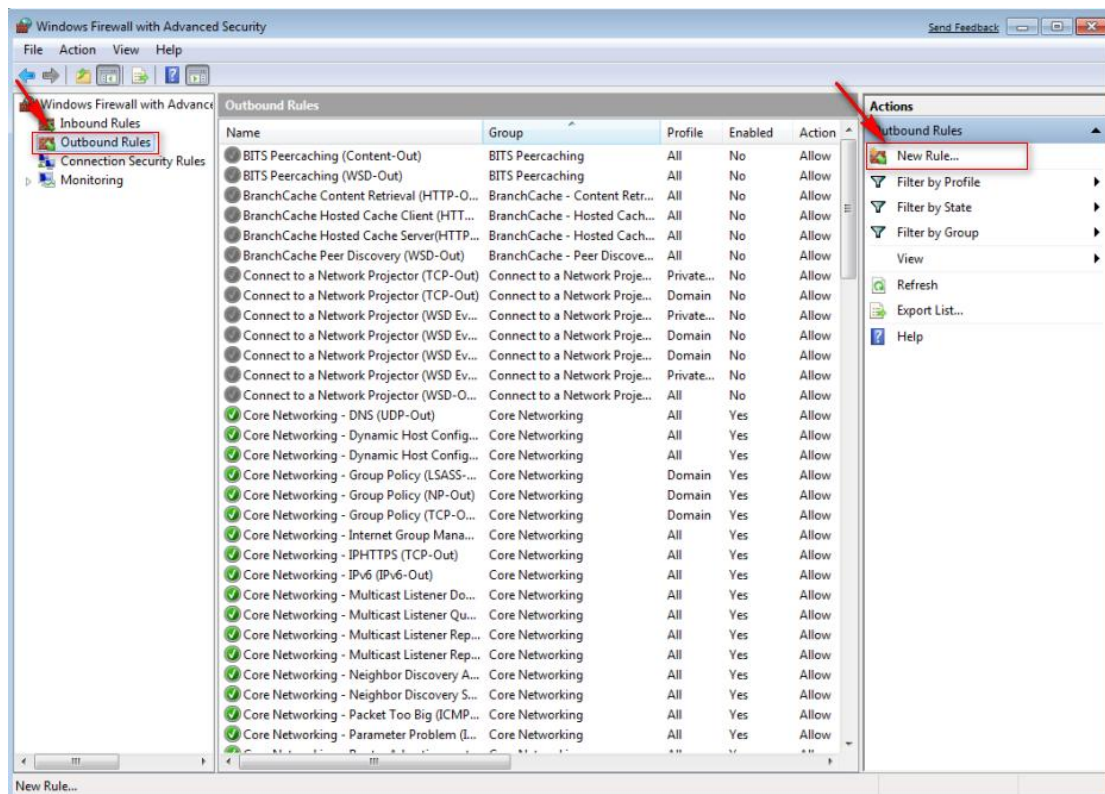 Windows Firewall with Advanced Security Send Feedback
File Action View Help
Windows Firewall with Advance
Inbound Rules
Outbound Rules
Connection Security Rules
Monitoring
Outbound Rules
Name Group Profile Enabled Action
BITS Peercaching (Content-Out) BITS Peercaching All No Allow
BITS Peercaching (WSD-Out) BITS Peercaching All No Allow
BranchCache Content Retrieval (HTTP-O... BranchCache - Content Retr... All No Allow
BranchCache Hosted Cache Client (HTT... BranchCache - Hosted Cach... All No Allow
BranchCache Hosted Cache Server(HTTP... BranchCache - Hosted Cach... All No Allow
BranchCache Peer Discovery (WSD-Out) BranchCache - Peer Discove... All No Allow
Connect to a Network Projector (TCP-Out) Connect to a Network Proje... Private... No Allow
Connect to a Network Projector (TCP-Out) Connect to a Network Proje... Domain No Allow
Connect to a Network Projector (WSD Ev... Connect to a Network Proje... Private... No Allow
Connect to a Network Projector (WSD Ev... Connect to a Network Proje... Domain No Allow
Connect to a Network Projector (WSD Ev... Connect to a Network Proje... Domain No Allow
Connect to a Network Projector (WSD Ev... Connect to a Network Proje... Private... No Allow
Connect to a Network Projector (WSD-O... Connect to a Network Proje... All No Allow
Core Networking - DNS (UDP-Out) Core Networking All Yes Allow
Core Networking - Dynamic Host Config... Core Networking All Yes Allow
Core Networking - Dynamic Host Config... Core Networking All Yes Allow
Core Networking - Group Policy (LSASS-... Core Networking Domain Yes Allow
Core Networking - Group Policy (NP-Out) Core Networking Domain Yes Allow
Core Networking - Group Policy (TCP-O... Core Networking Domain Yes Allow
Core Networking - Internet Group Mana... Core Networking All Yes Allow
Core Networking - IPHTTPS (TCP-Out) Core Networking All Yes Allow
Core Networking - IPv6 (IPv6-Out) Core Networking All Yes Allow
Core Networking - Multicast Listener Do... Core Networking All Yes Allow
Core Networking - Multicast Listener Qu... Core Networking All Yes Allow
Core Networking - Multicast Listener Rep... Core Networking All Yes Allow
Core Networking - Multicast Listener Rep... Core Networking All Yes Allow
Core Networking - Neighbor Discovery A... Core Networking All Yes Allow
Core Networking - Neighbor Discovery S... Core Networking All Yes Allow
Core Networking - Packet Too Big (ICMP... Core Networking All Yes Allow
Core Networking - Parameter Problem (I... Core Networking All Yes Allow
Actions
utbound Rules
New Rule...
Filter by Profile
Filter by State
Filter by Group
View
Refresh
Export List...
Help
New Rule...